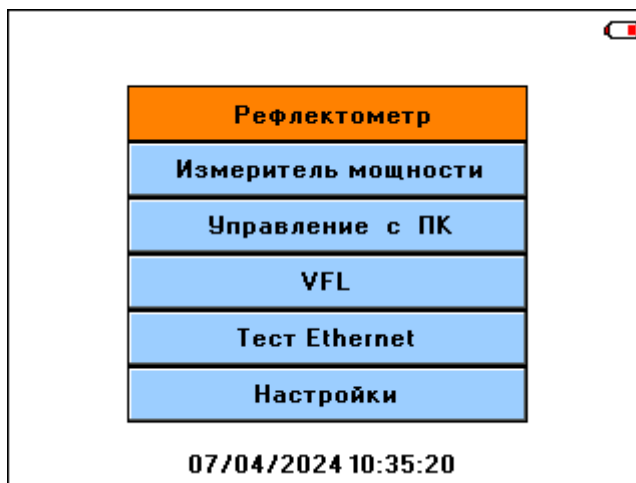 Рефлектометр
Измеритель мощности
Управление с ПК
VFL
Тест Ethernet
Настройки
07/04/2024 10:35:20